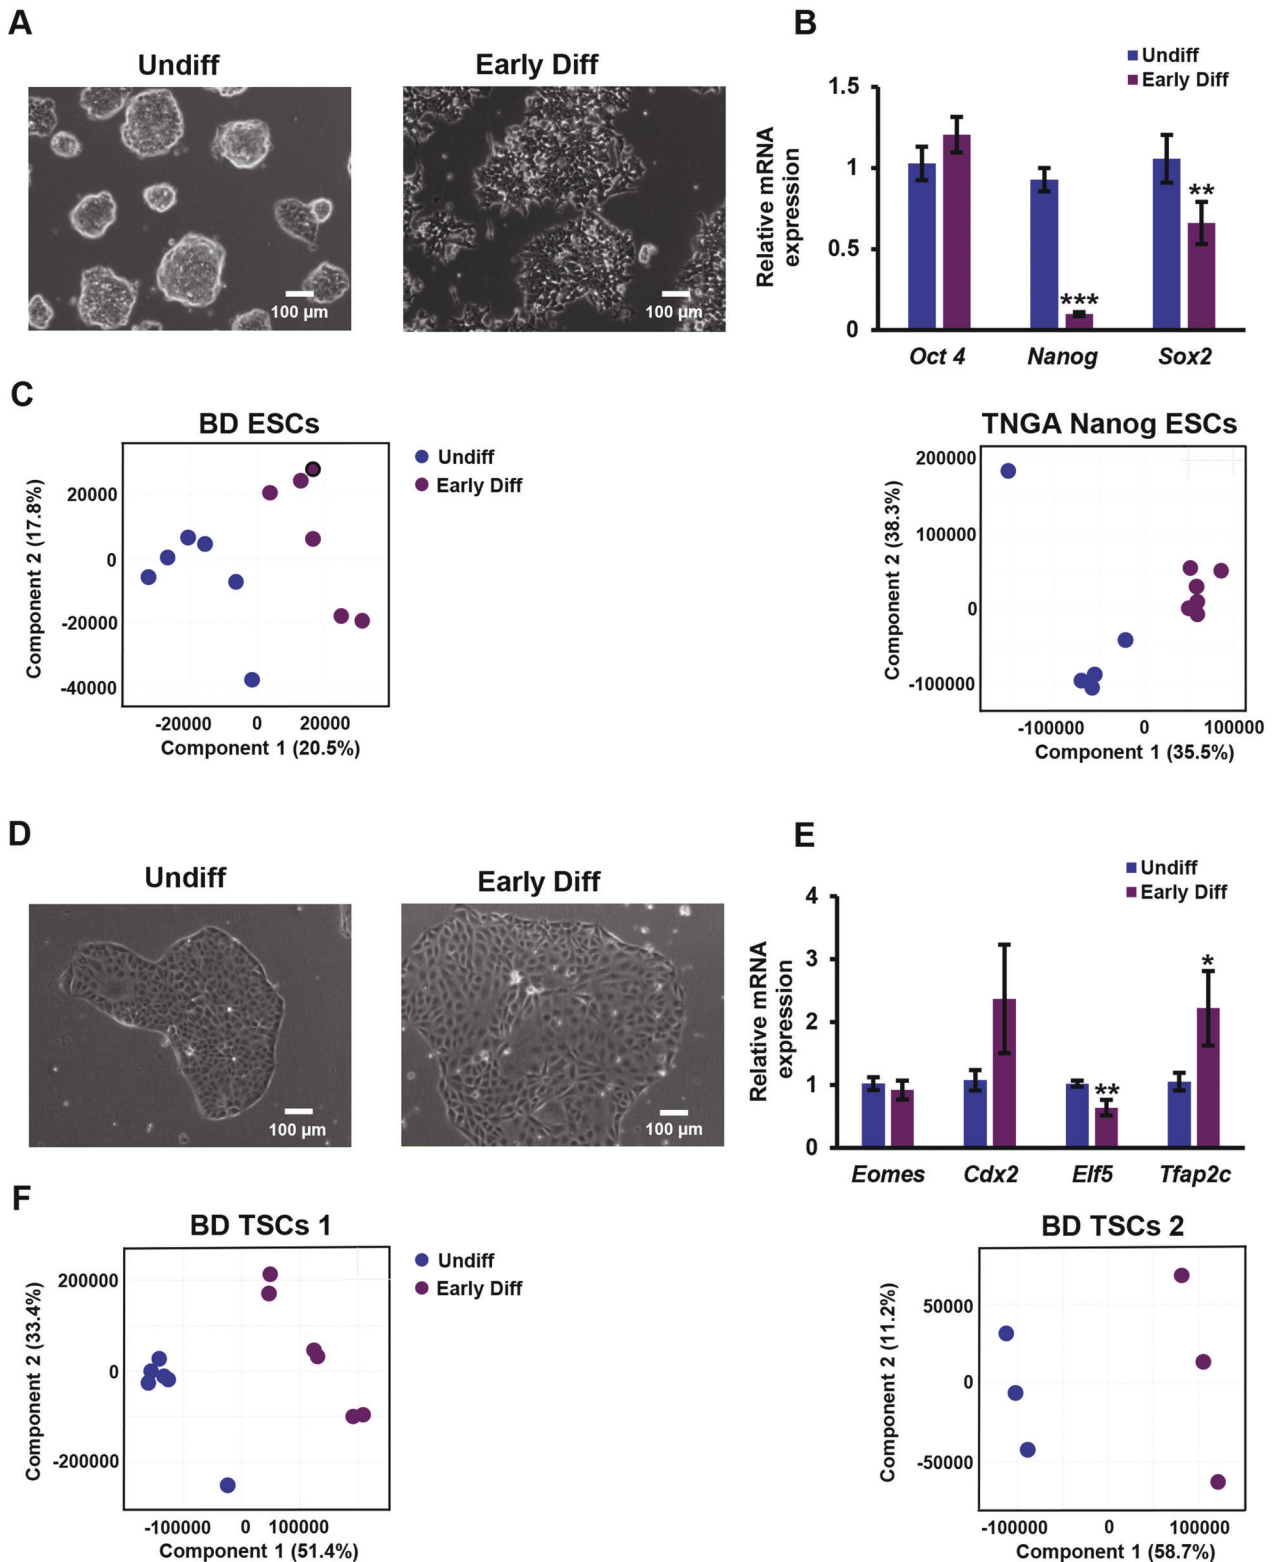 A
Undiff
Early Diff
100 µm
100 µm
B
Undiff
Early Diff
Relative mRNA
expression
1.5
1
0.5
0
**
***
Oct 4
Nanog
Sox2
C
BD ESCs
Undiff
Early Diff
Component 2 (17.8%)
20000
0
-20000
-40000
-20000
0
20000
Component 1 (20.5%)
TNGA Nanog ESCs
Component 2 (38.3%)
200000
100000
0
-100000
-100000
0
100000
Component 1 (35.5%)
D
Undiff
Early Diff
100 µm
100 µm
E
Undiff
Early Diff
Relative mRNA
expression
4
3
2
1
0
*
**
Eomes
Cdx2
Elf5
Tfap2c
F
BD TSCs 1
Undiff
Early Diff
Component 2 (33.4%)
200000
0
-200000
-100000
0
100000
Component 1 (51.4%)
BD TSCs 2
Component 2 (11.2%)
50000
0
-50000
-100000
0
100000
Component 1 (58.7%)